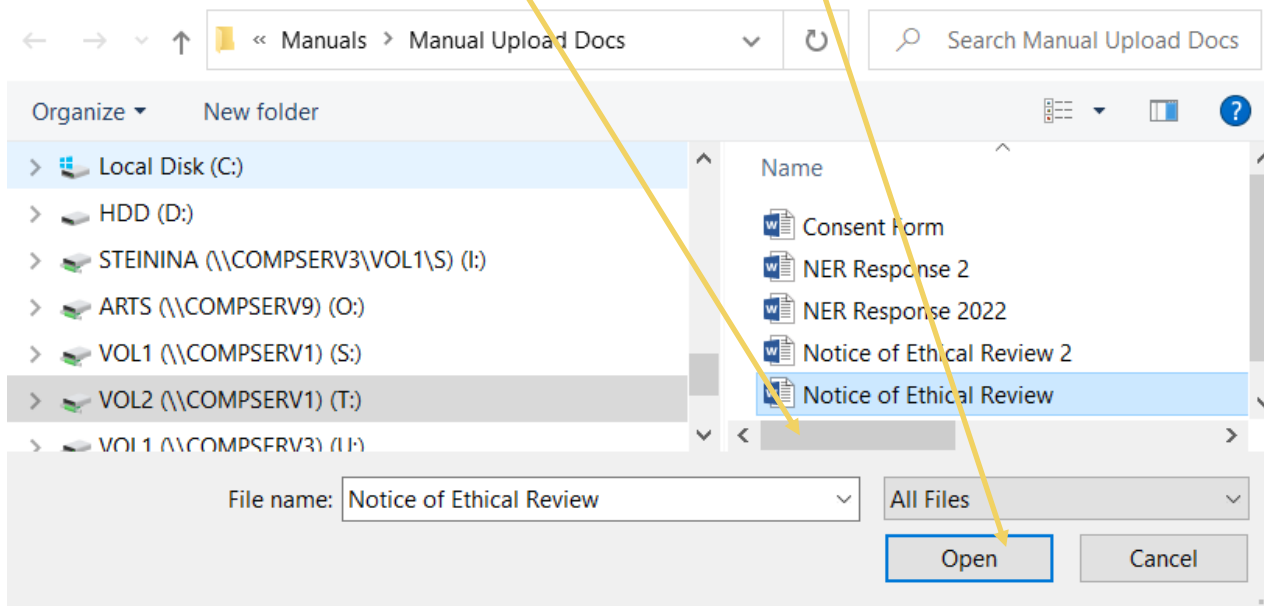 « Manuals > Manual Upload Docs
Search Manual Upload Docs
Organize
New folder
?
Local Disk (C:)
HDD (D:)
STEININA (\\COMPSERV3\VOL1\S) (I:)
ARTS (\\COMPSERV9) (O:)
VOL1 (\\COMPSERV1) (S:)
VOL2 (\\COMPSERV1) (T:)
VOL1 (\\COMPSERV3) (U:)
Name
Consent Form
NER Response 2
NER Response 2022
Notice of Ethical Review 2
Notice of Ethical Review
File name: Notice of Ethical Review
All Files
Open
Cancel